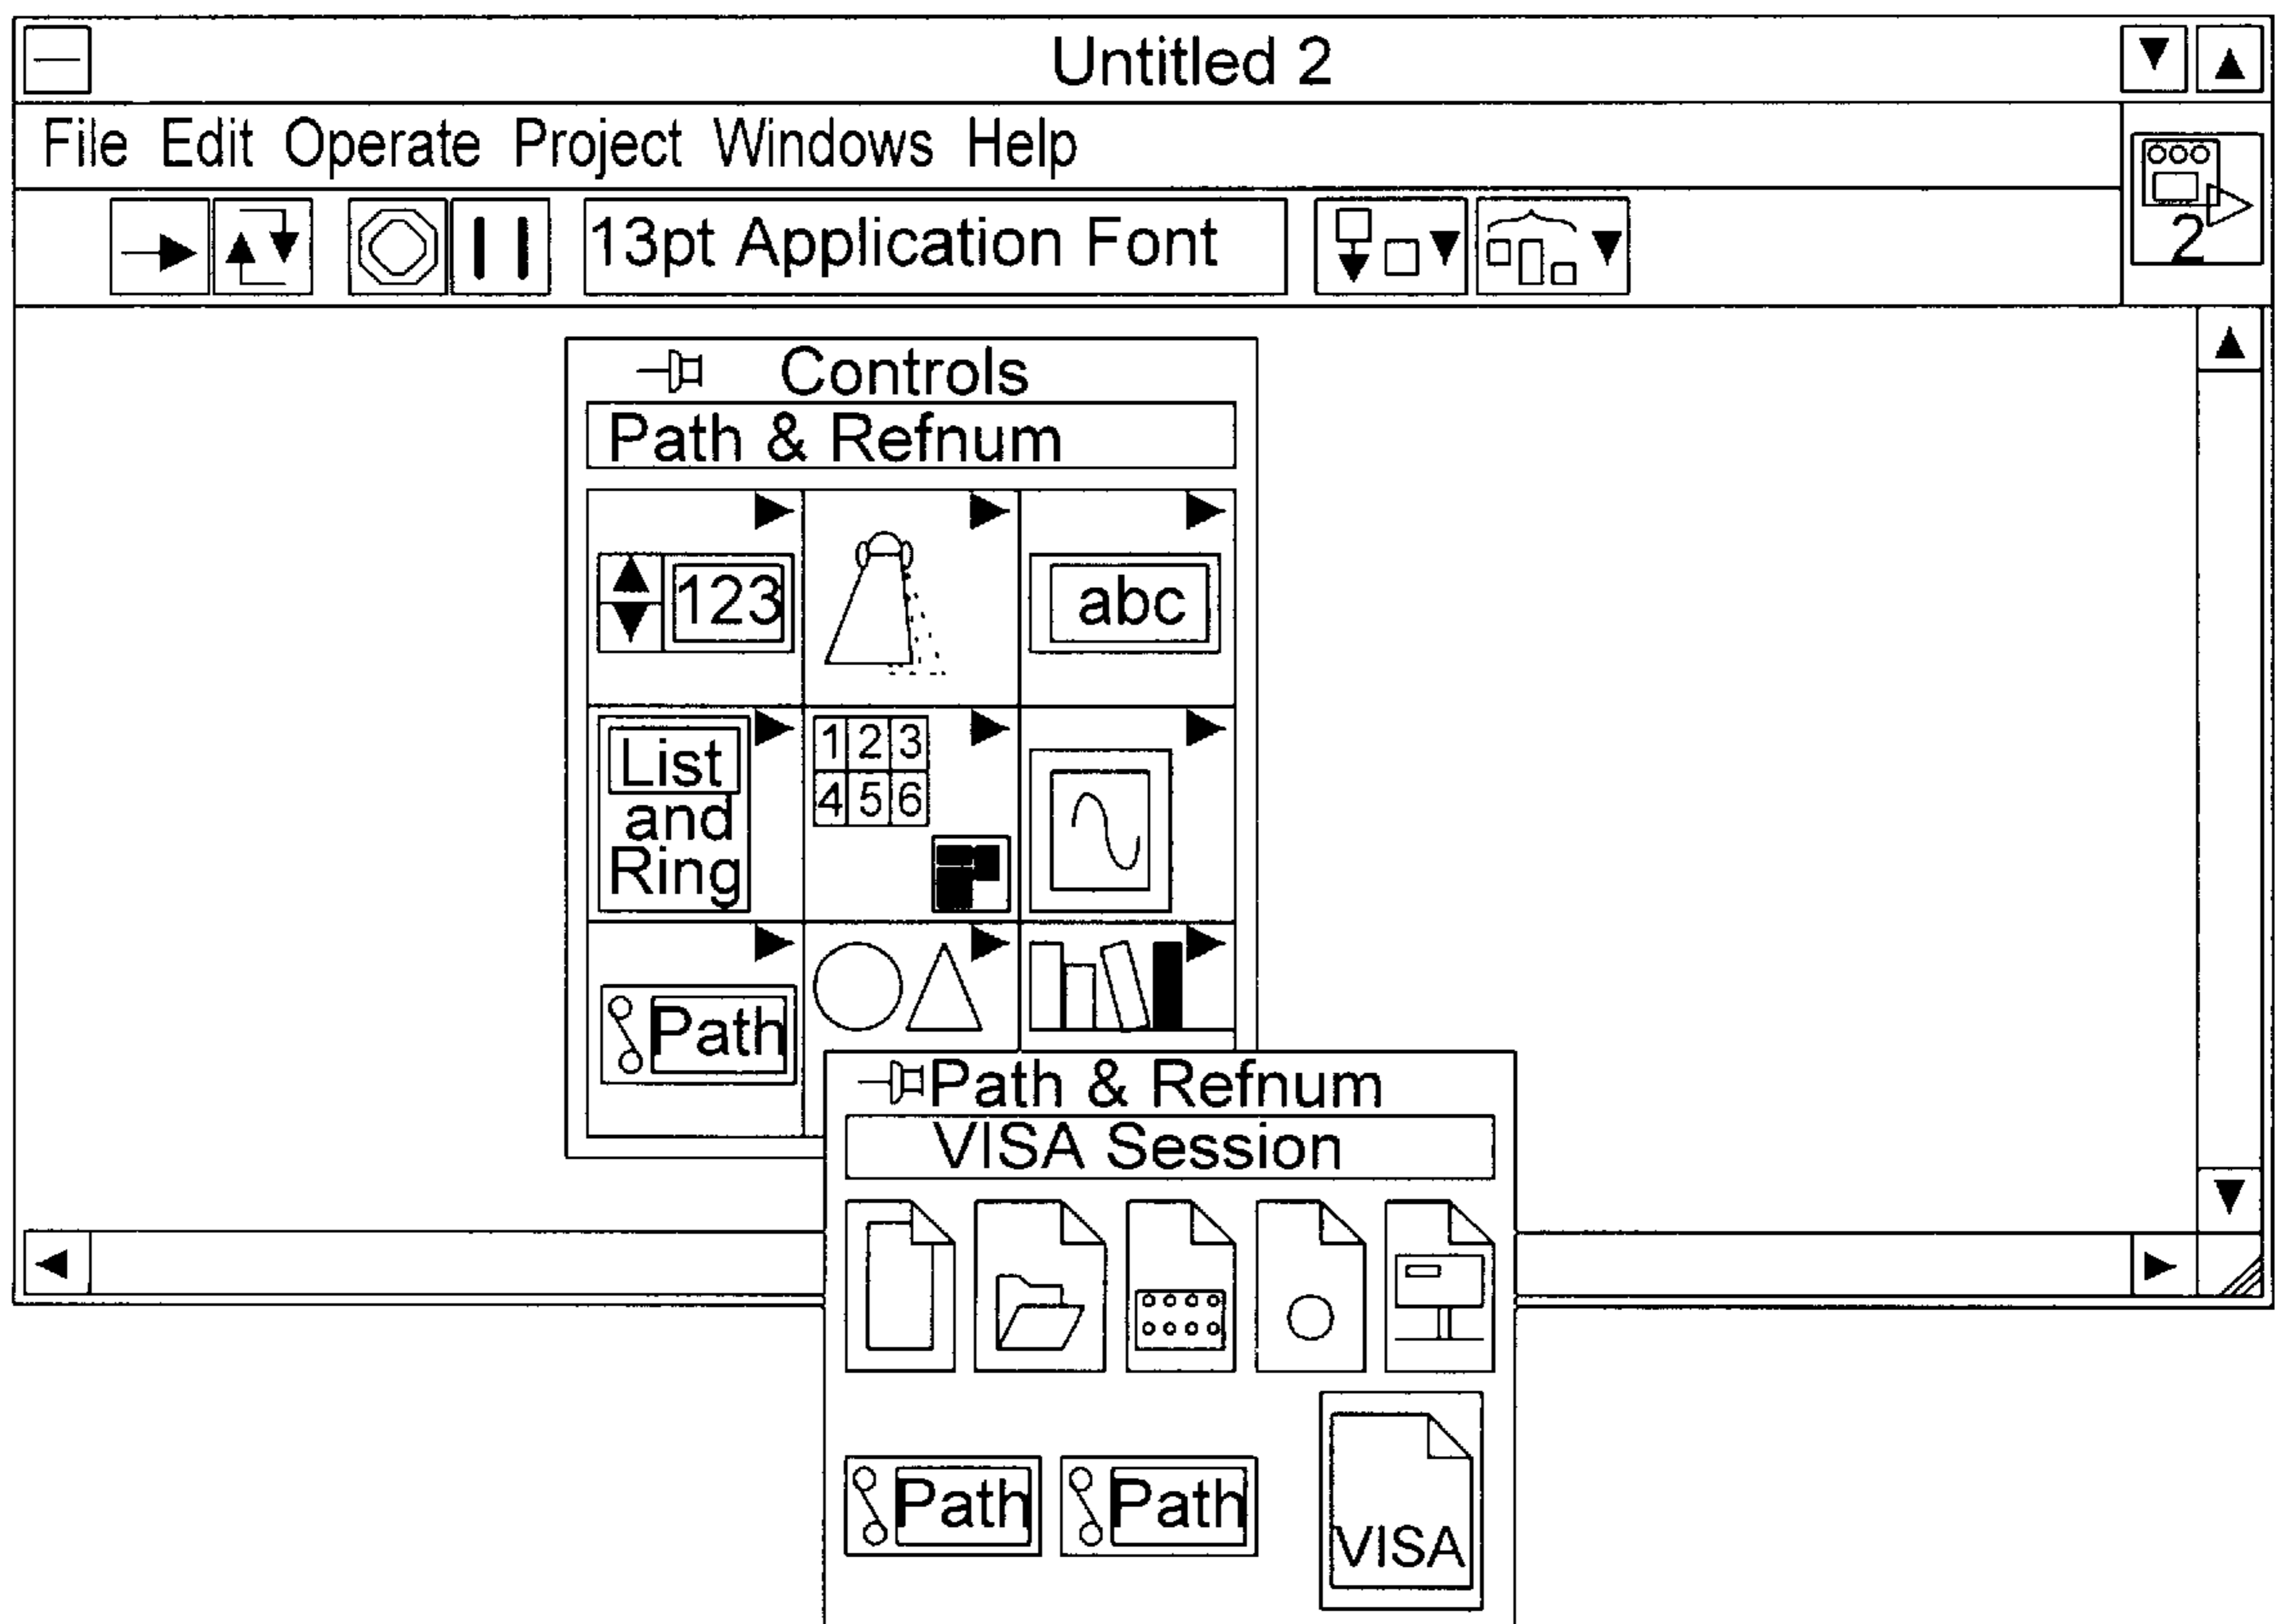 Untitled 2
File Edit Operate Project Windows Help
2
13pt Application Font
Controls
Path & Refnum
123
abc
List
and
Ring
1 2 3
4 5 6
Path
Path & Refnum
VISA Session
Path
Path
VISA